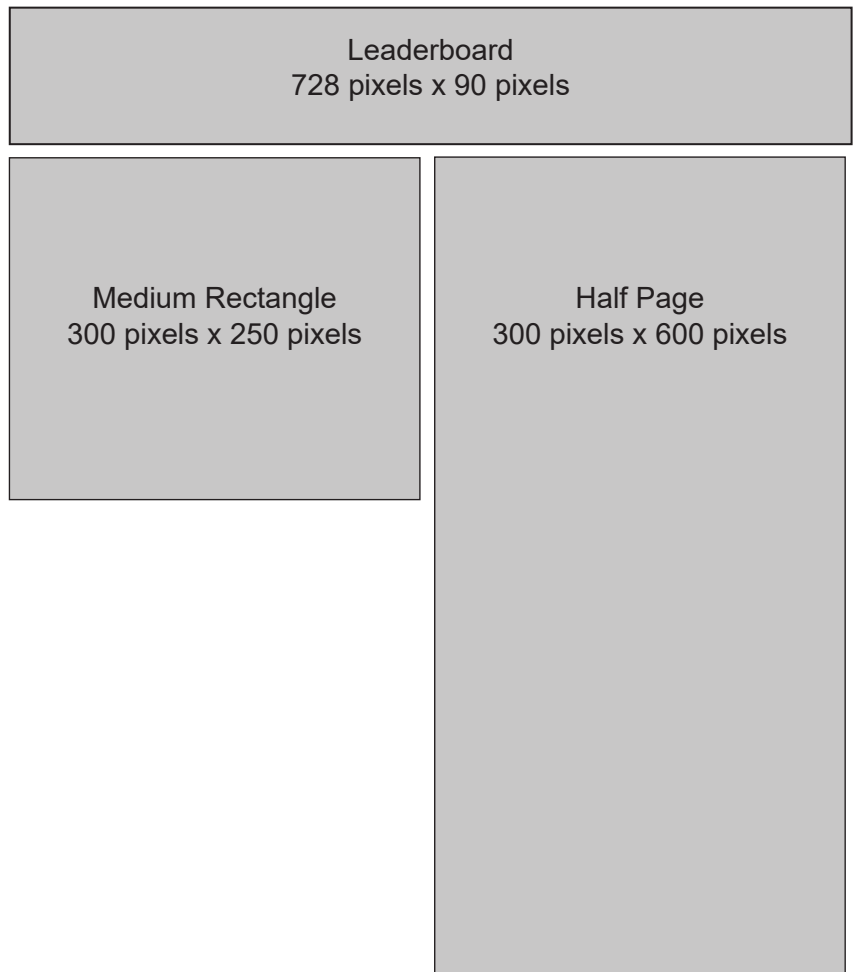 Leaderboard
728 pixels x 90 pixels
Medium Rectangle
300 pixels x 250 pixels
Half Page
300 pixels x 600 pixels